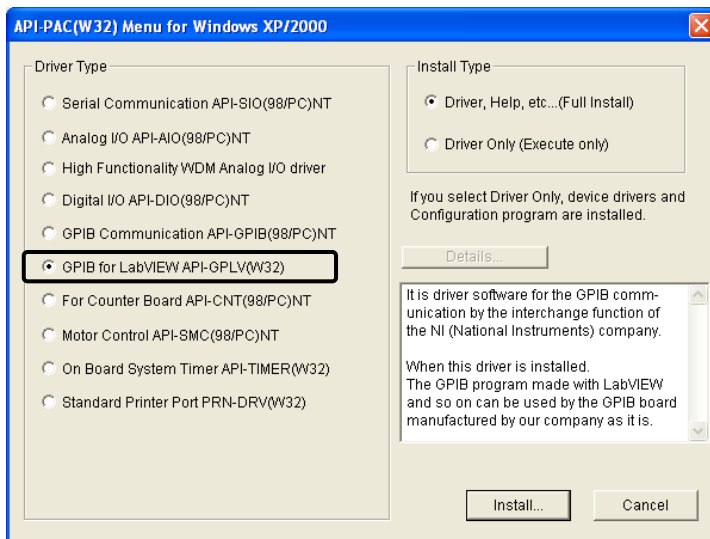 API-PAC(W32) Menu for Windows XP/2000
Driver Type
Serial Communication API-SIO(98/PC)NT
Analog I/O API-AIO(98/PC)NT
High Functionality WDM Analog I/O driver
Digital I/O API-DIO(98/PC)NT
GPIB Communication API-GPIB(98/PC)NT
GPIB for LabVIEW API-GPLV(W32)
For Counter Board API-CNT(98/PC)NT
Motor Control API-SMC(98/PC)NT
On Board System Timer API-TIMER(W32)
Standard Printer Port PRN-DRV(W32)
Install Type
Driver, Help, etc...(Full Install)
Driver Only (Execute only)
If you select Driver Only, device drivers and
Configuration program are installed.
Details...
It is driver software for the GPIB comm-
unication by the interchange function of
the NI (National Instruments) company.
When this driver is installed.
The GPIB program made with LabVIEW
and so on can be used by the GPIB board
manufactured by our company as it is.
Install...
Cancel